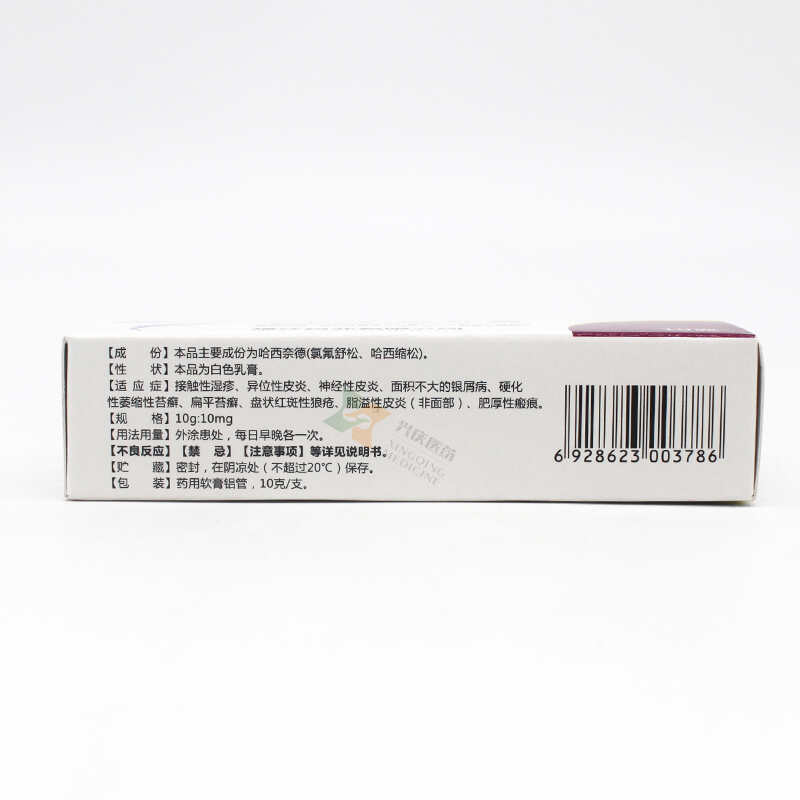 【成 份】本品主要成份为哈西奈德(氯氟舒松、哈西缩松)。
【性 状】本品为白色乳膏。
【适 应 症】接触性湿疹、异位性皮炎、神经性皮炎、面积不大的银屑病、硬化
性萎缩性苔癣、扁平苔癣、盘状红斑性狼疮、脂溢性皮炎（非面部）、肥厚性瘢痕。
【规 格】10g:10mg
【用法用量】外涂患处，每日早晚各一次。
【不良反应】【禁 忌】【注意事项】等详见说明书。
【贮 藏】密封，在阴凉处（不超过20℃）保存。
【包 装】药用软膏铝管，10克/支。
兴庆医药
XINGQING
MEDICINE
6 928623 003786